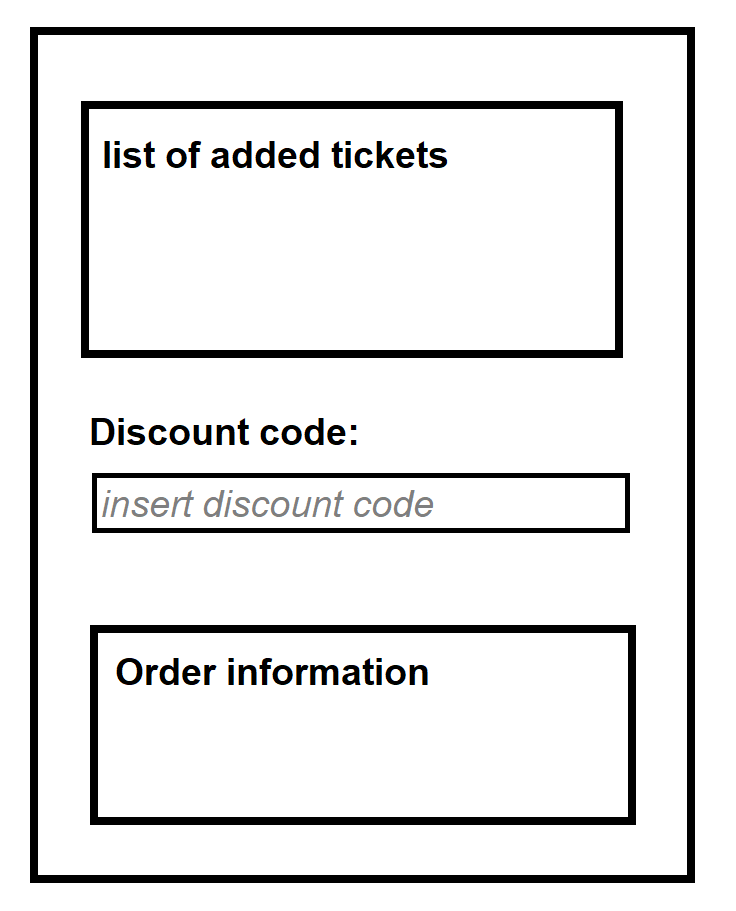 list of added tickets
Discount code:
insert discount code
Order information